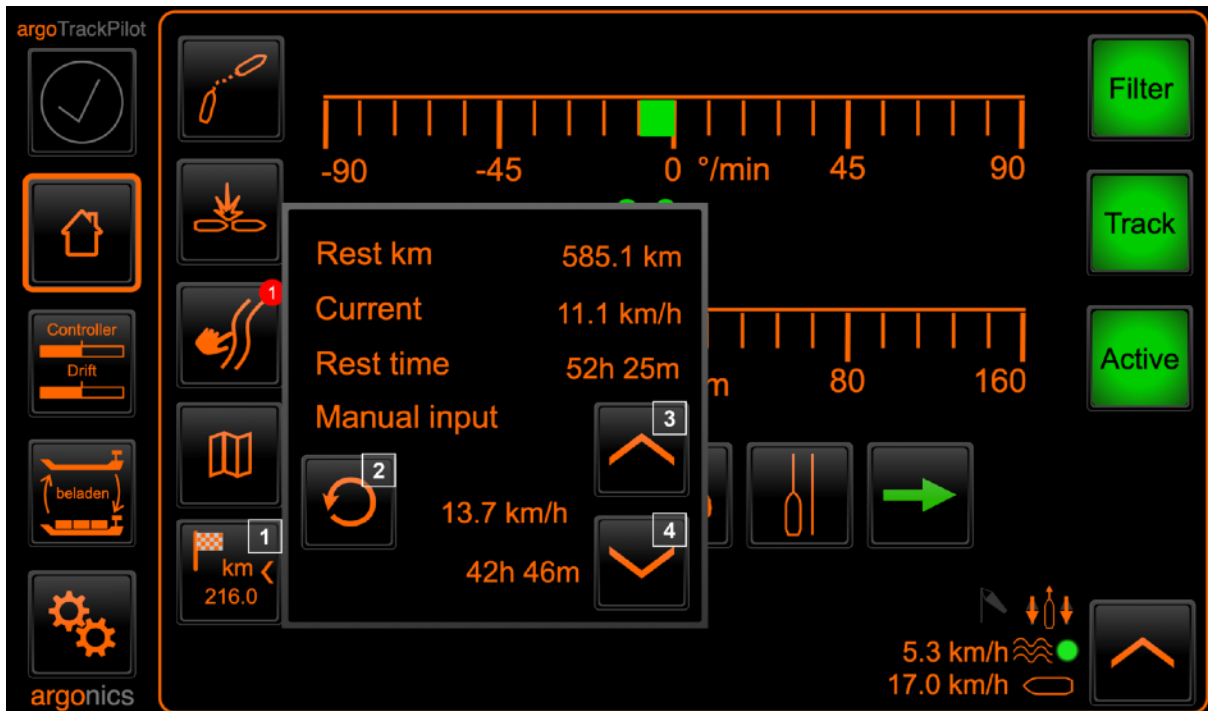 argoTrackPilot
Filter
-90 -45 0 °/min 45 90
Track
1
Rest km 585.1 km
Controller
Drift
Current 11.1 km/h
Rest time 52h 25m
Active
m 80 160
Manual input
3
2
beladen
13.7 km/h
4
1
km
216.0
42h 46m
5.3 km/h
17.0 km/h
argonics